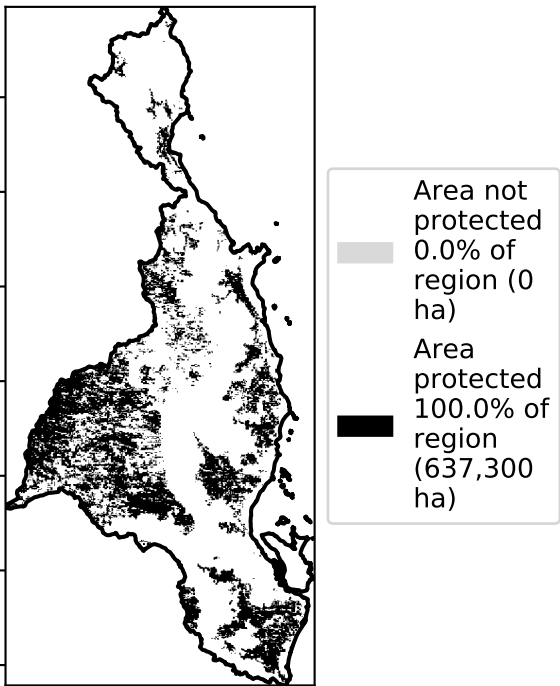 Area not
protected
0.0% of
region (0
ha)
Area
protected
100.0% of
region
(637,300
ha)